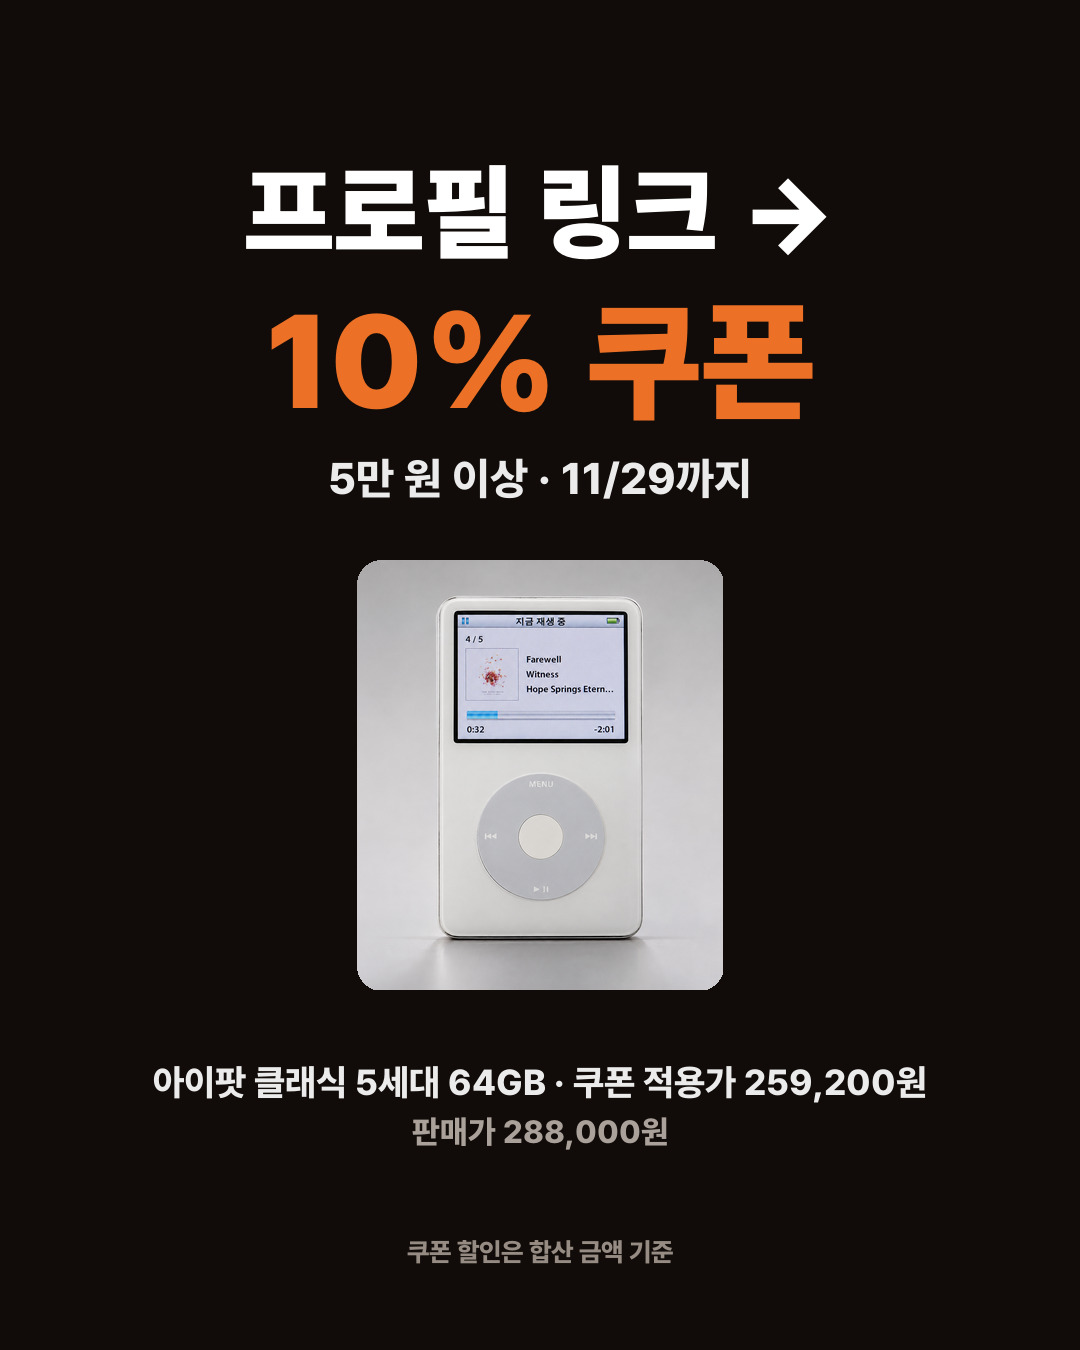 프로필 링크 →
10% 쿠폰
5만 원 이상 · 11/29까지
지금 재생 중
4 / 5
Farewell
Witness
Hope Springs Etern...
0:32 -2:01
MENU
아이팟 클래식 5세대 64GB · 쿠폰 적용가 259,200원
판매가 288,000원
쿠폰 할인은 합산 금액 기준